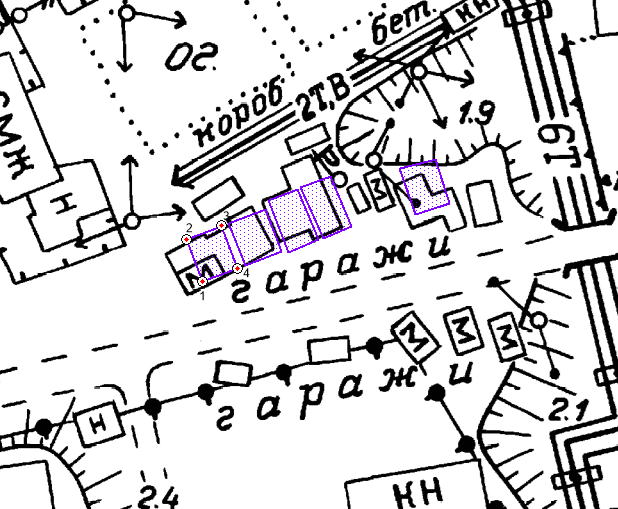 КН
бет.
ОГ
2Т,В
короб
1.9
СМЖ
Н
6Т
М
2
3
М
4
1
гаражи
М
М
М
гаражи
2.1
Н
КН
2.4